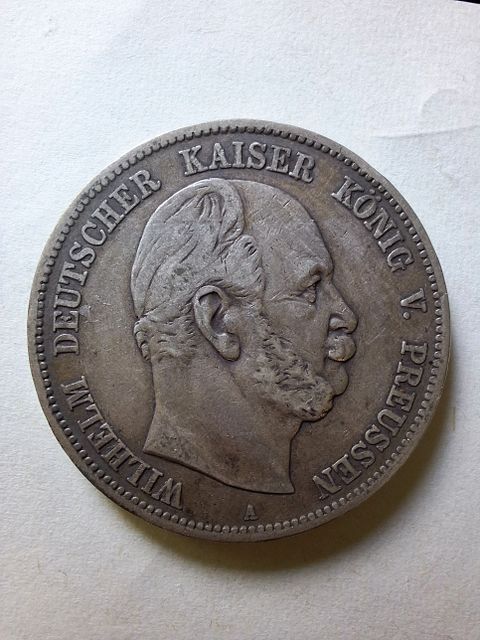 WILHELM DEUTSCHER KAISER KÖNIG V. PREUSSEN
A